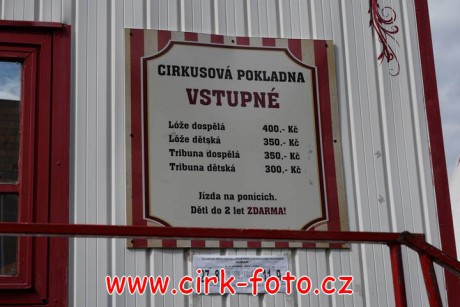 CIRKUSOVÁ POKLADNA
VSTUPNÉ
Lóže dospělá 400,- Kč
Lóže dětská 350,- Kč
Tribuna dospělá 350,- Kč
Tribuna dětská 300,- Kč
Jízda na ponících.
Děti do 2 let ZDARMA!
www.cirk-foto.cz